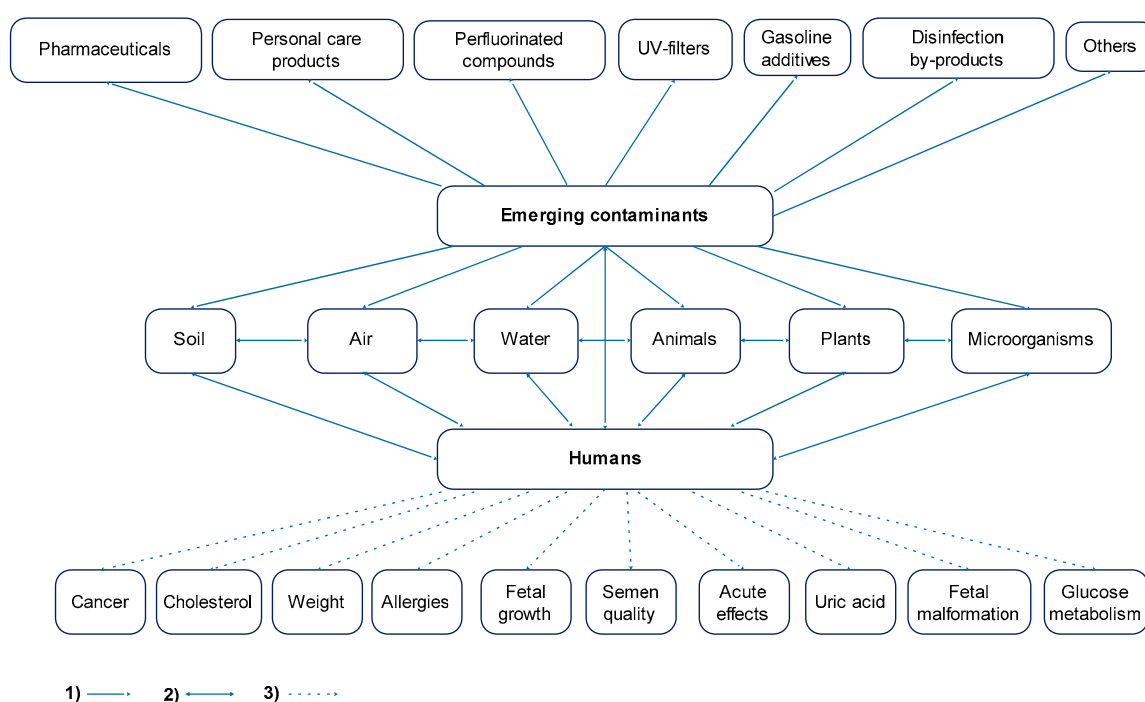 Pharmaceuticals
Personal care
products
Perfluorinated
compounds
UV-filters
Gasoline
additives
Disinfection
by-products
Others
Emerging contaminants
Soil
Air
Water
Animals
Plants
Microorganisms
Humans
Cancer
Cholesterol
Weight
Allergies
Fetal
growth
Semen
quality
Acute
effects
Uric acid
Fetal
malformation
Glucose
metabolism
1)
2)
3)